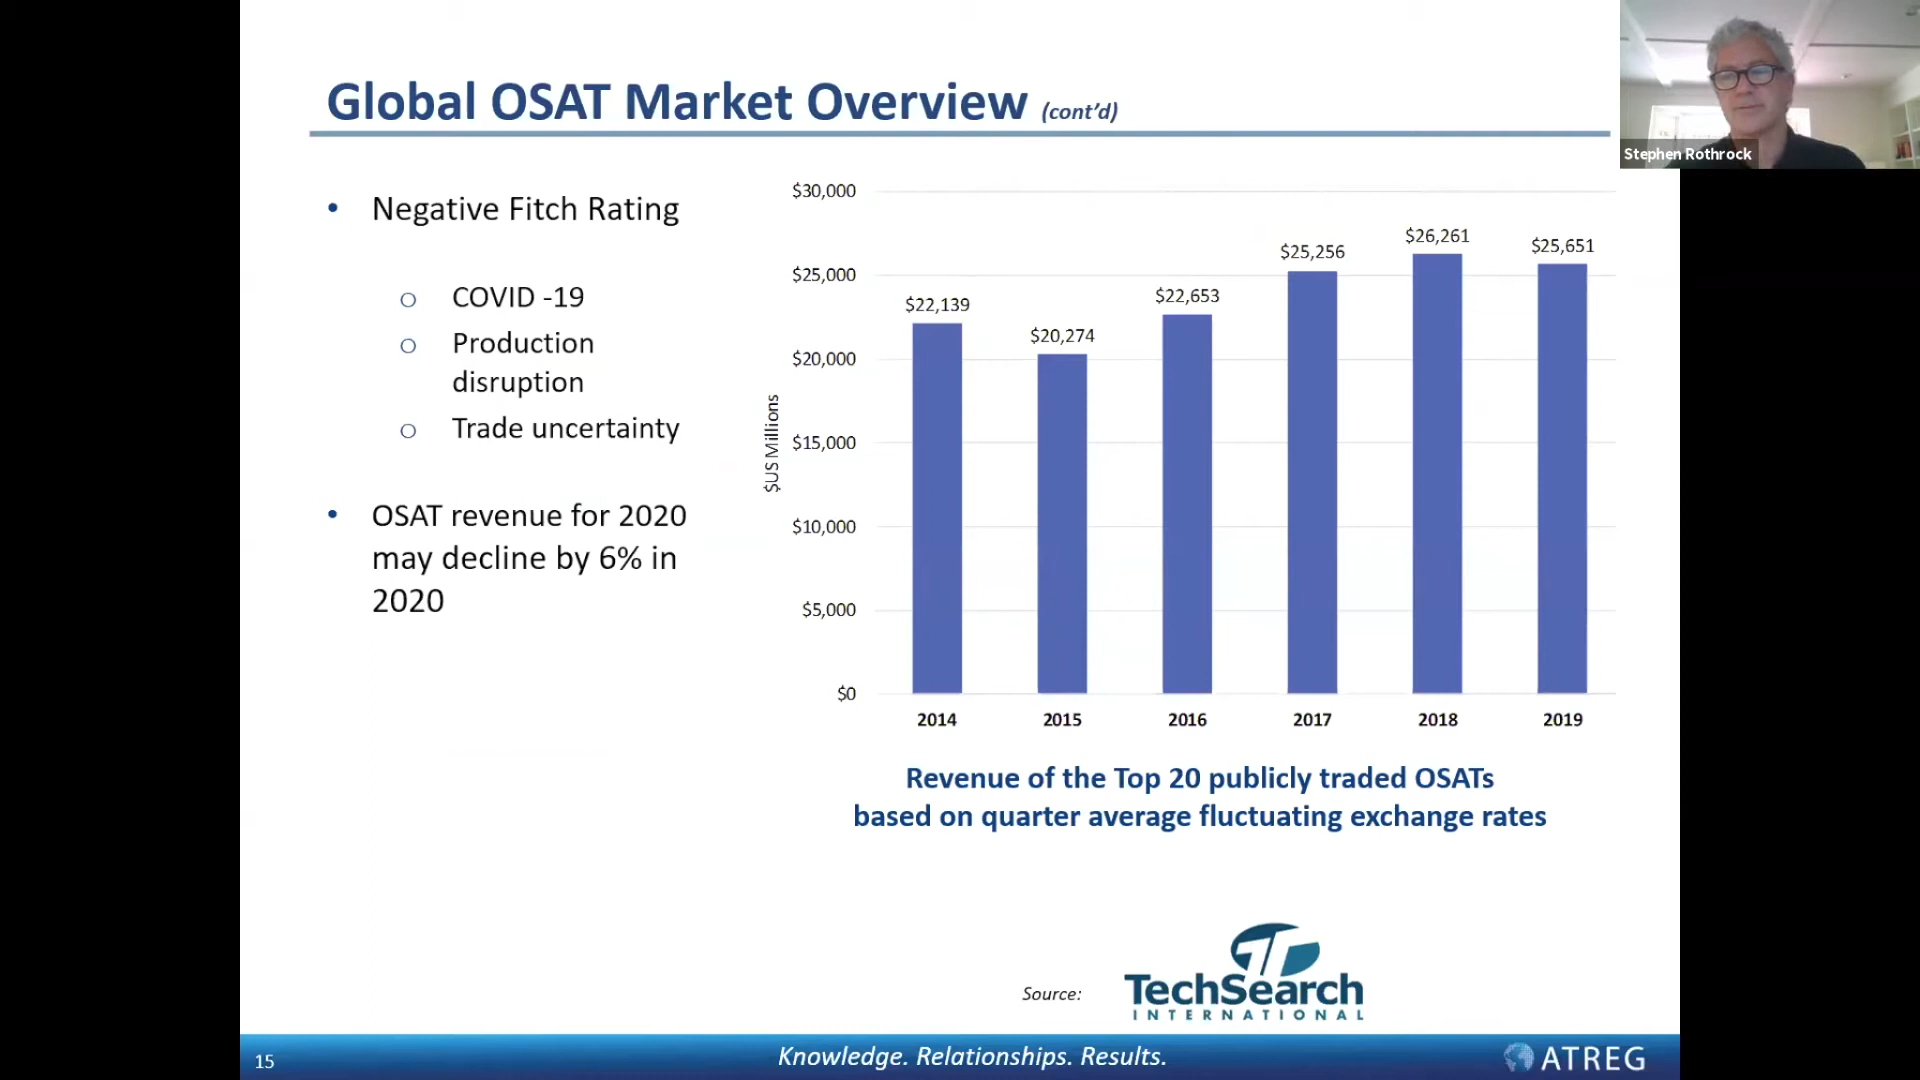 Global OSAT Market Overview (cont'd)
Stephen Rothrock
• Negative Fitch Rating
o COVID -19
o Production
disruption
o Trade uncertainty
• OSAT revenue for 2020
may decline by 6% in
2020
$US Millions
$30,000
$25,000
$20,000
$15,000
$10,000
$5,000
$0
$22,139
$20,274
$22,653
$25,256
$26,261
$25,651
2014 2015 2016 2017 2018 2019
Revenue of the Top 20 publicly traded OSATs
based on quarter average fluctuating exchange rates
Source:
TechSearch
INTERNATIONAL
15
Knowledge. Relationships. Results.
ATREG